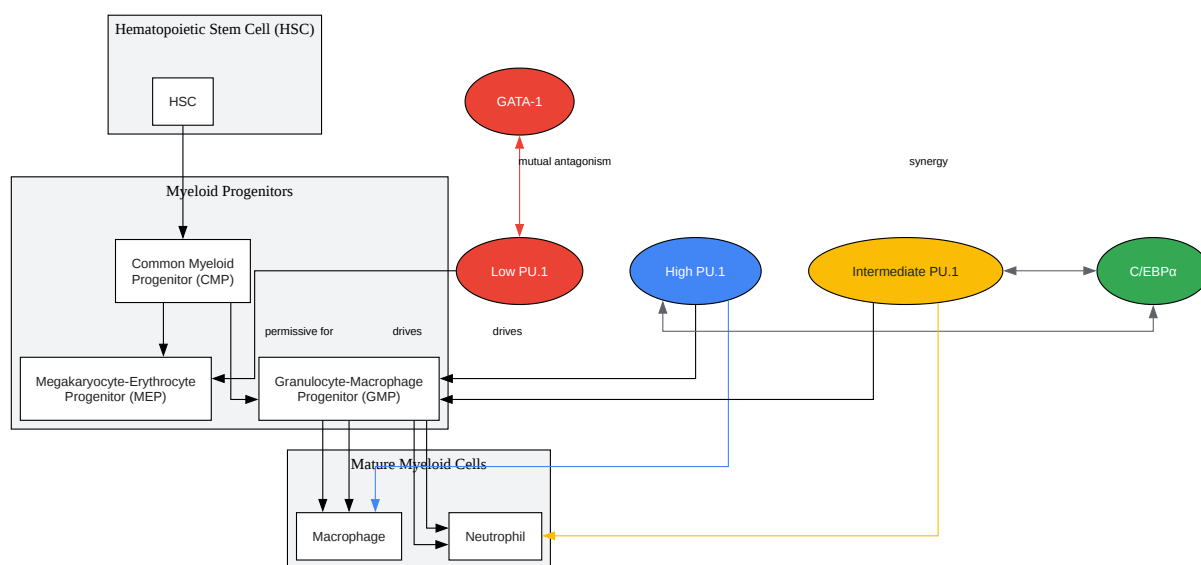 Hematopoietic Stem Cell (HSC)
HSC
GATA-1
mutual antagonism
synergy
Myeloid Progenitors
Common Myeloid
Progenitor (CMP)
Low PU.1
High PU.1
Intermediate PU.1
C/EBPα
permissive for
drives
drives
Megakaryocyte-Erythrocyte
Progenitor (MEP)
Granulocyte-Macrophage
Progenitor (GMP)
Mature Myeloid Cells
Macrophage
Neutrophil